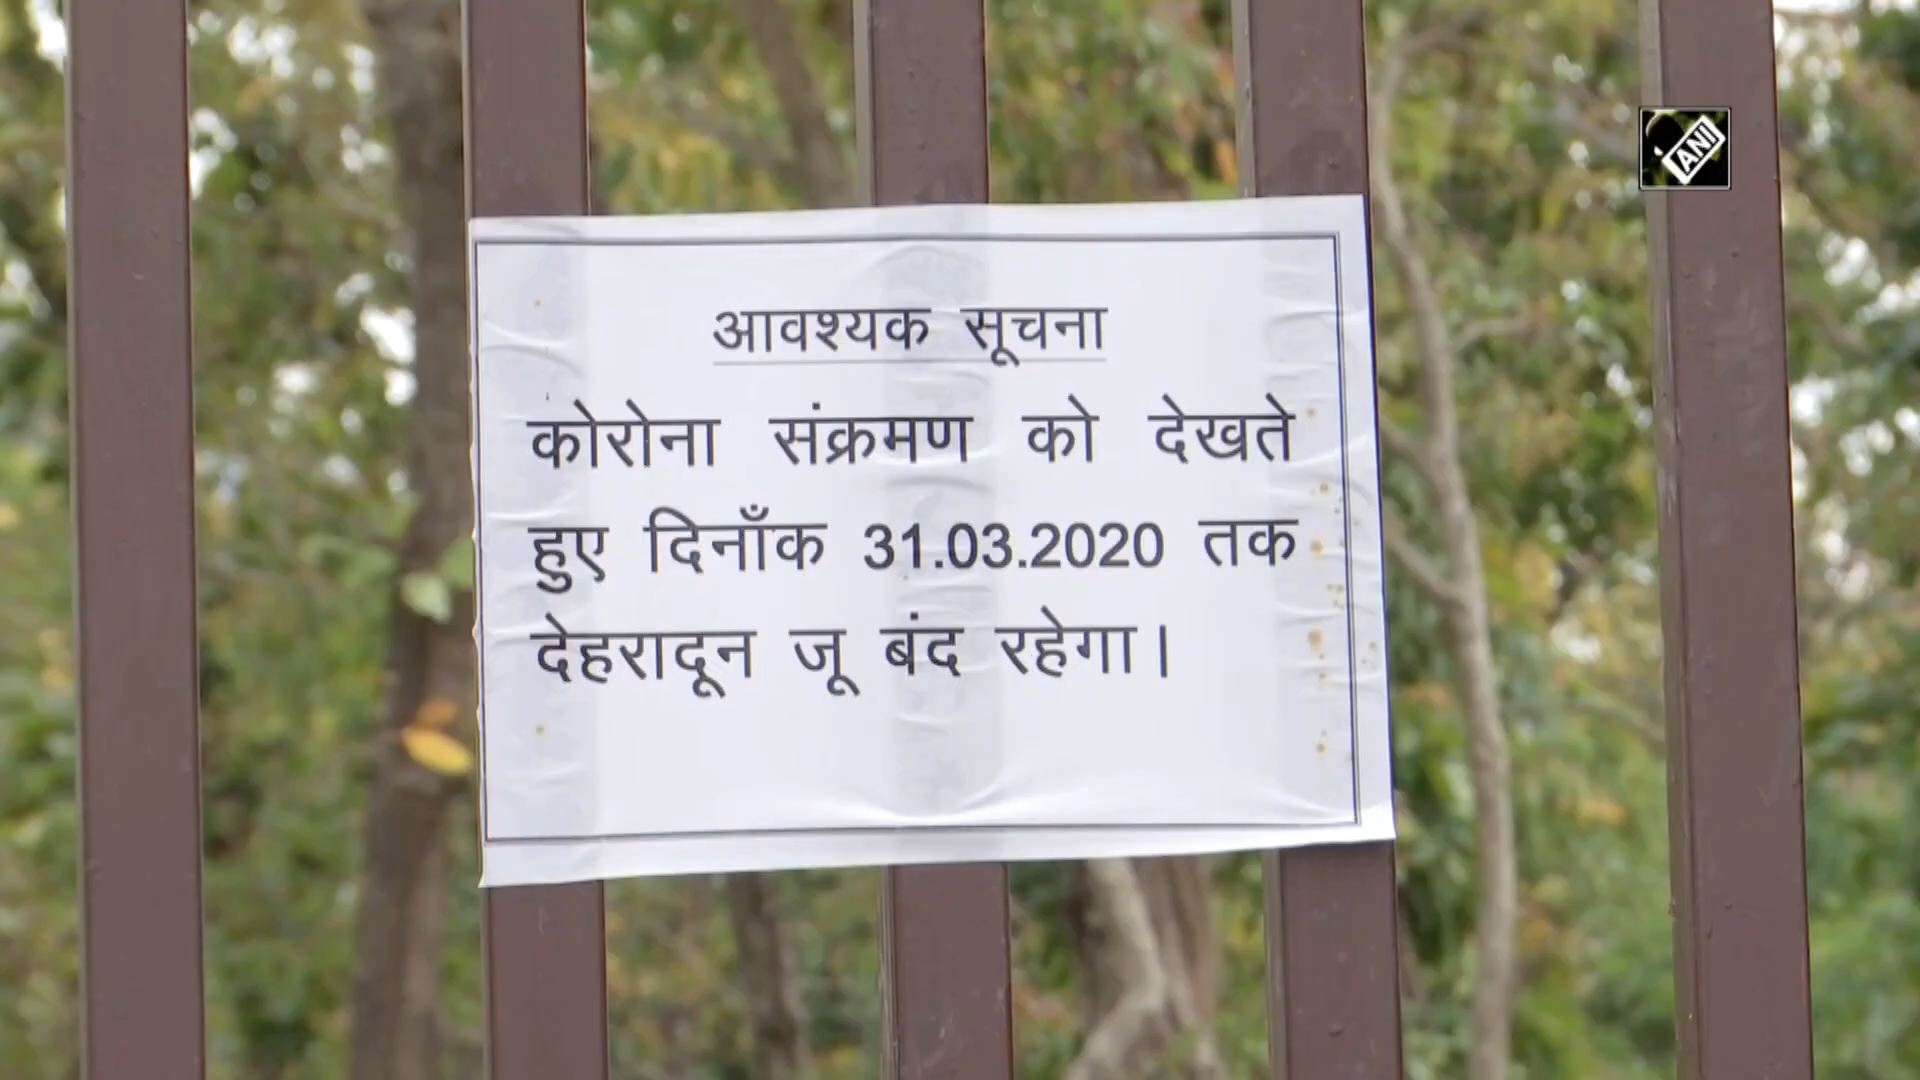 ANI
आवश्यक सूचना
कोरोना संक्रमण को देखते
हुए दिनाँक 31.03.2020 तक
देहरादून जू बंद रहेगा।